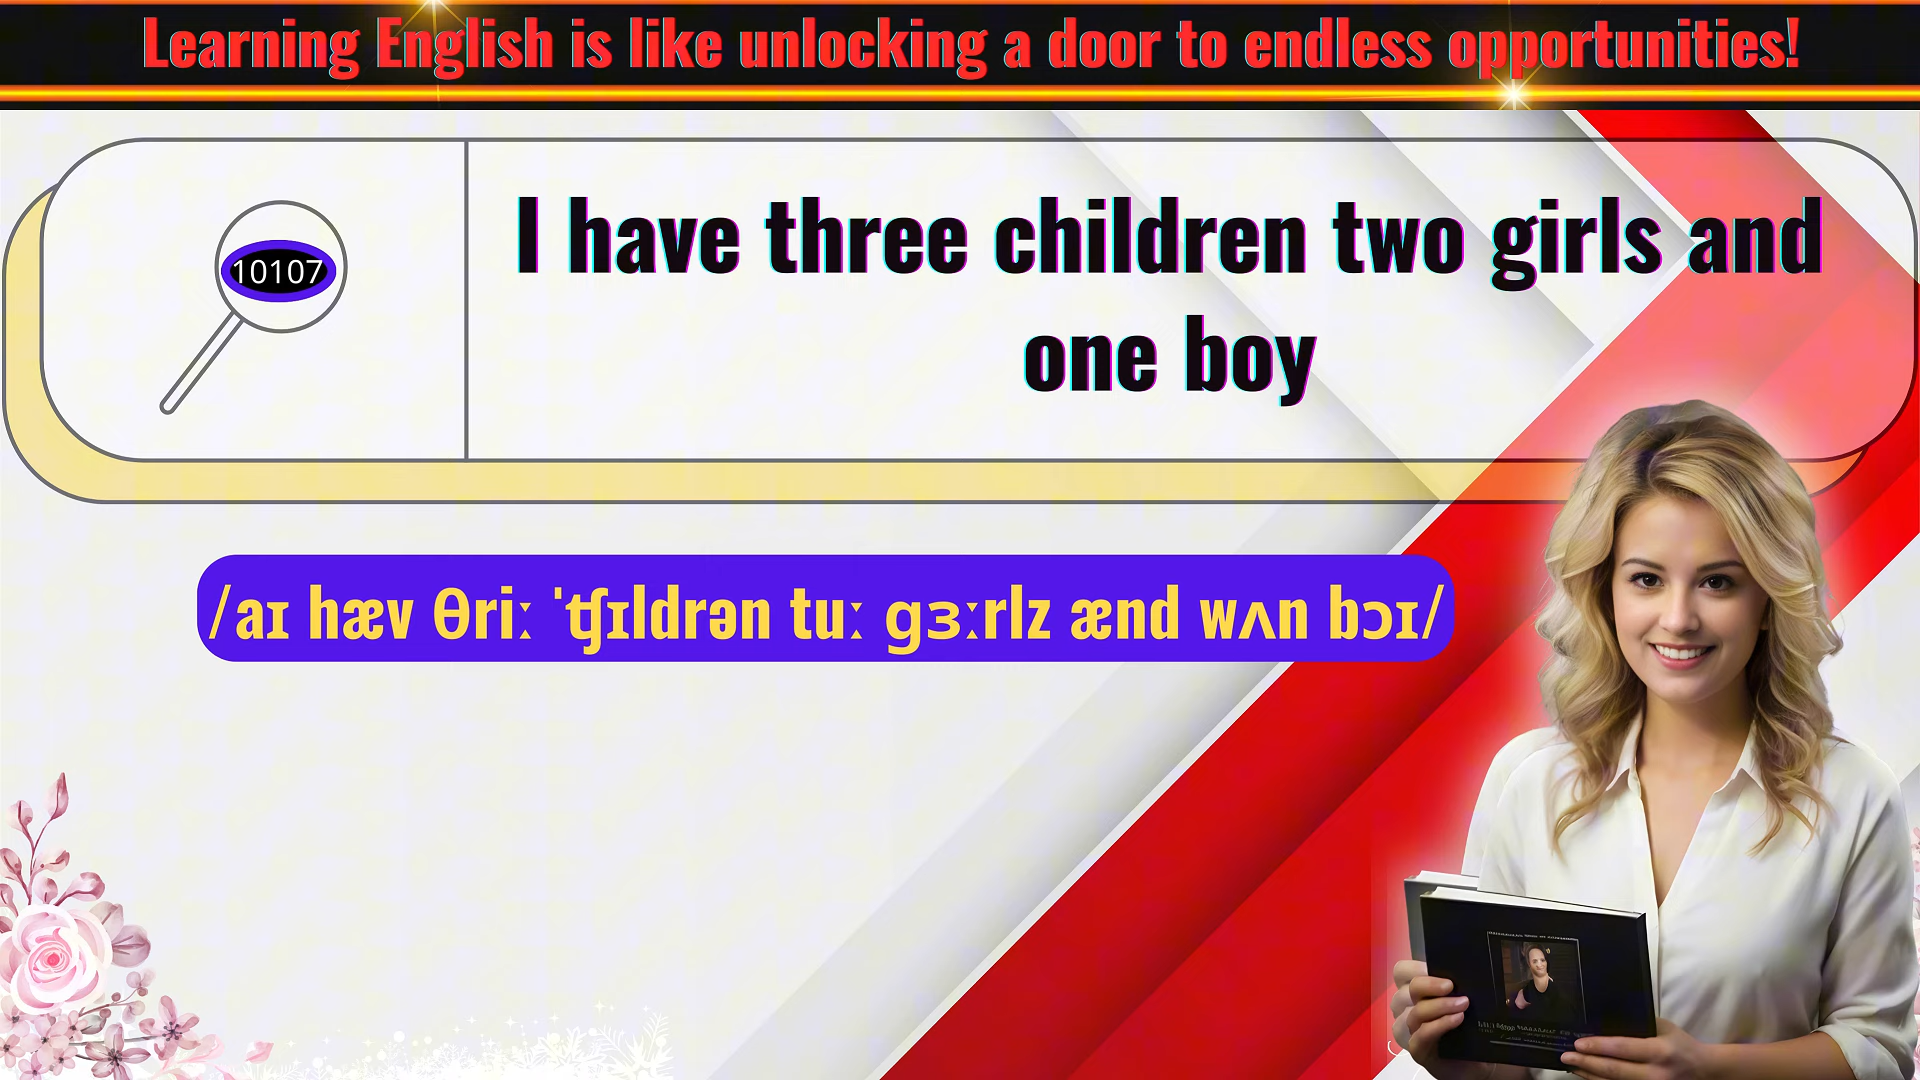 Learning English is like unlocking a door to endless opportunities!
10107
I have three children two girls and
one boy
/aɪ hæv θriː ˈʧɪldrən tuː ɡɜːrlz ænd wʌn bɔɪ/